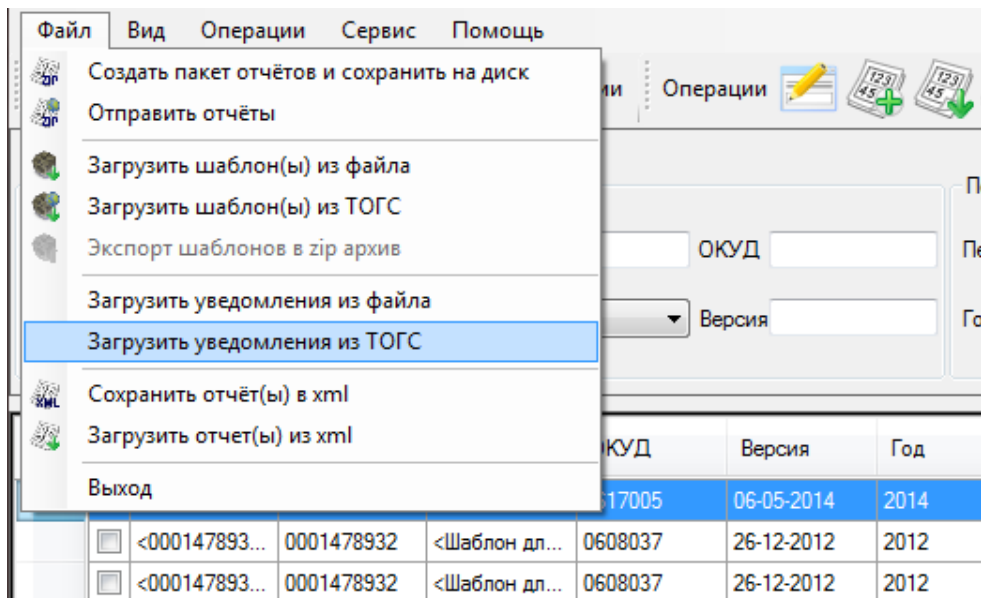 Файл Вид Операции Сервис Помощь
Создать пакет отчётов и сохранить на диск
Отправить отчёты
Операции
Загрузить шаблон(ы) из файла
Загрузить шаблон(ы) из ТОГС
Экспорт шаблонов в zip архив
ОКУД
Загрузить уведомления из файла
Версия
Загрузить уведомления из ТОГС
Сохранить отчёт(ы) в xml
Загрузить отчет(ы) из xml
Выход
КУД Версия Год
17005 06-05-2014 2014
<000147893... 0001478932 <Шаблон дл... 0608037 26-12-2012 2012
<000147893... 0001478932 <Шаблон дл... 0608037 26-12-2012 2012